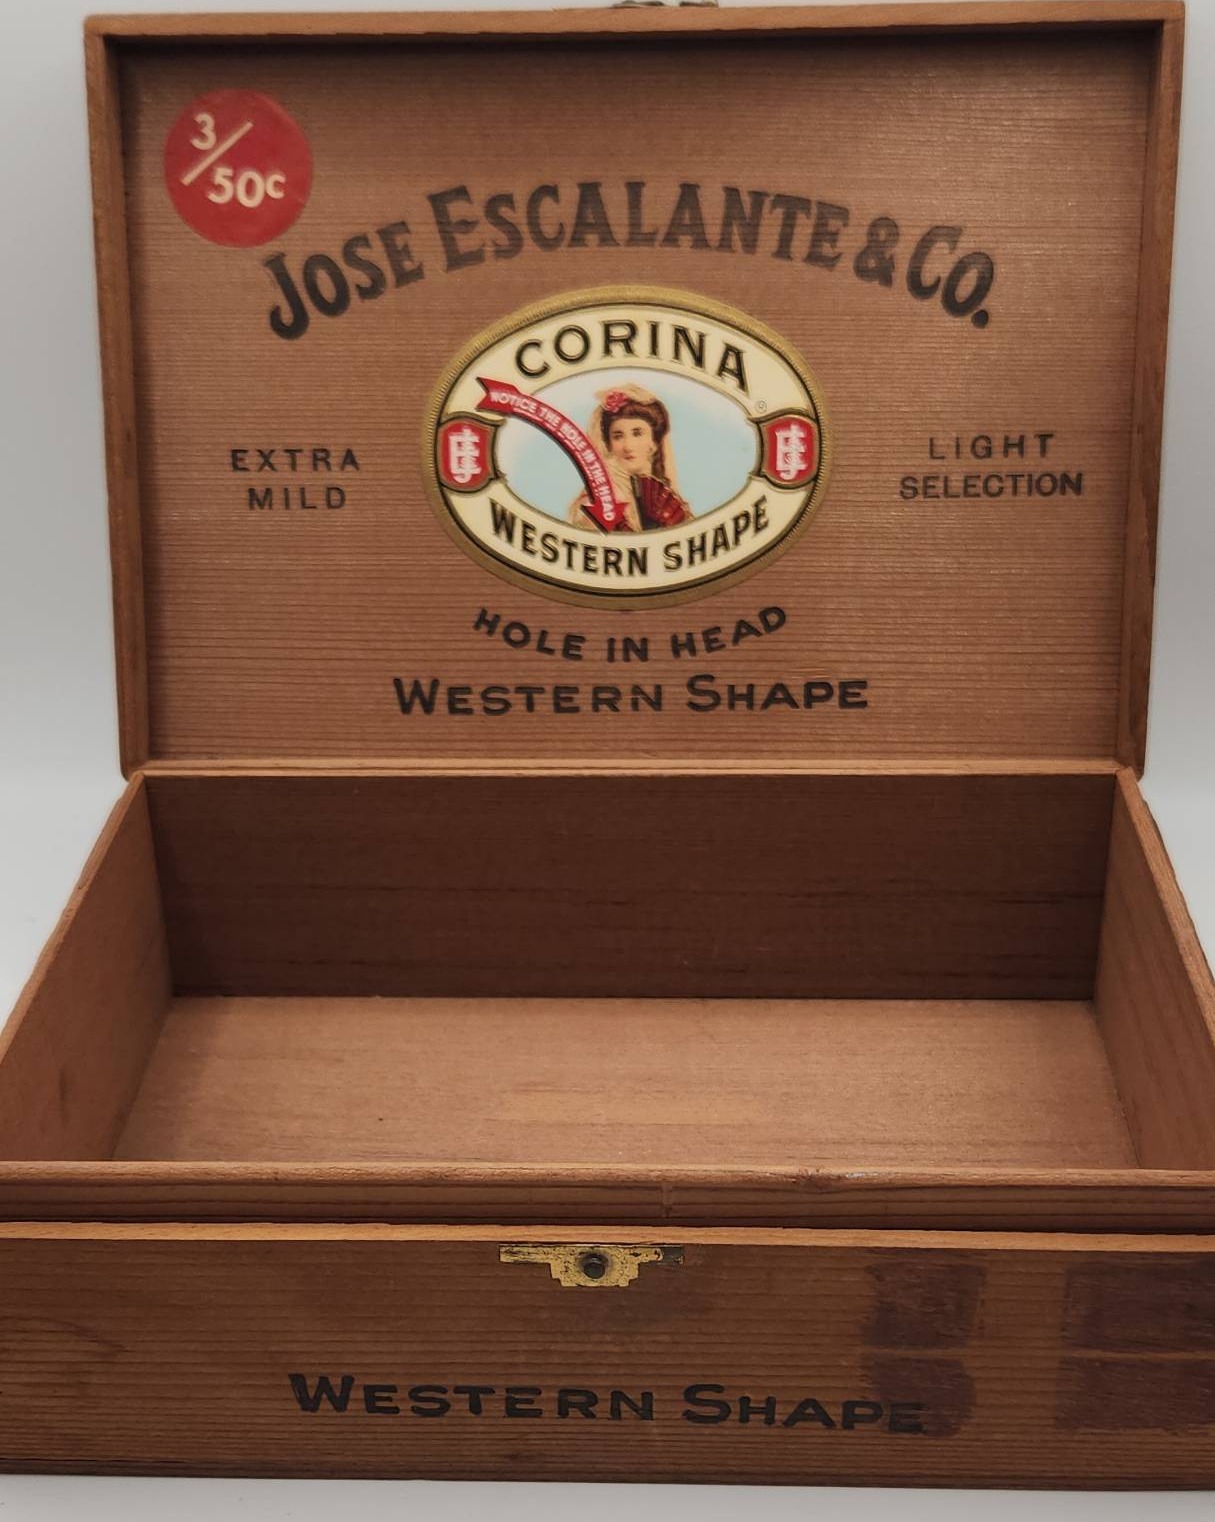 3/50c
JOSE ESCALANTE & CO.
CORINA
®
NOTICE THE HOLE IN THE HEAD
WESTERN SHAPE
EXTRA
MILD
LIGHT
SELECTION
HOLE IN HEAD
WESTERN SHAPE
WESTERN SHAPE